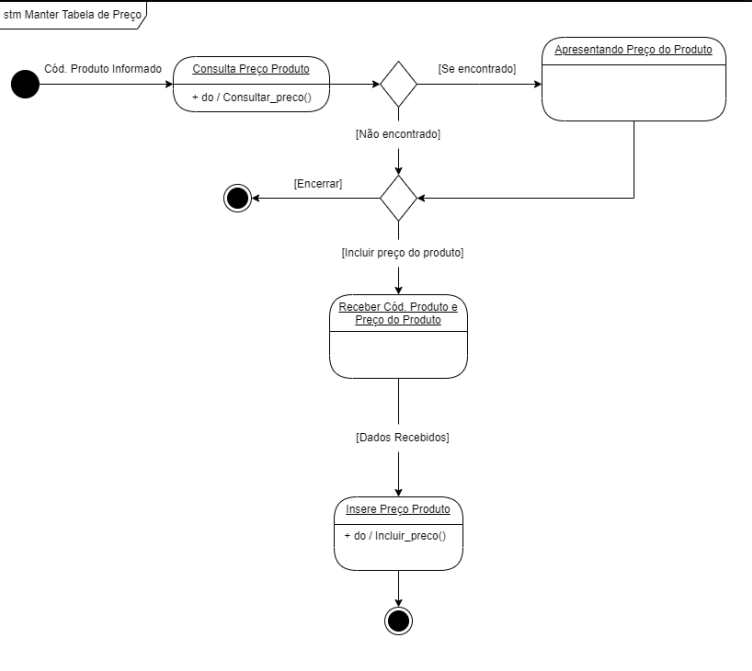 stm Manter Tabela de Preço
Cód. Produto Informado
Consulta Preço Produto
+ do / Consultar_preco()
[Se encontrado]
Apresentando Preço do Produto
[Não encontrado]
[Encerrar]
[Incluir preço do produto]
Receber Cód. Produto e
Preço do Produto
[Dados Recebidos]
Insere Preço Produto
+ do / Incluir_preco()